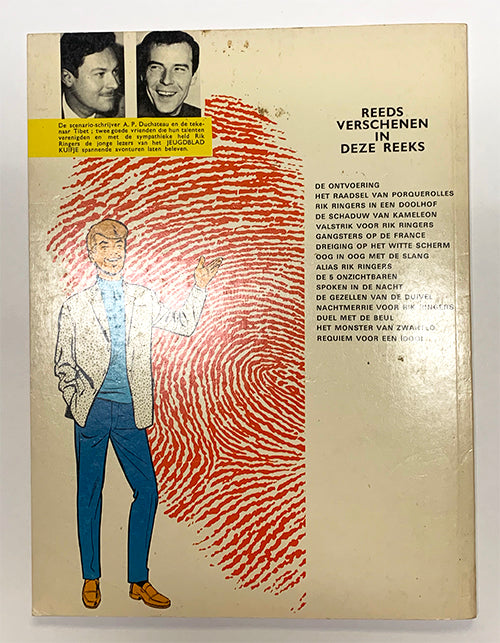 De scenario-schrijver A. P. Duchateau en de teke-
naar Tibet ; twee goede vrienden die hun talenten
verenigden en met de sympathieke held Rik
Ringers de jonge lezers van het JEUGDBLAD
KUIFJE spannende avonturen laten beleven.
REEDS
VERSCHENEN
IN
DEZE REEKS
DE ONTVOERING
HET RAADSEL VAN PORQUEROLLES
RIK RINGERS IN EEN DOOLHOF
DE SCHADUW VAN KAMELEON
VALSTRIK VOOR RIK RINGERS
GANGSTERS OP DE FRANCE
DREIGING OP HET WITTE SCHERM
OOG IN OOG MET DE SLANG
ALIAS RIK RINGERS
DE 5 ONZICHTBAREN
SPOKEN IN DE NACHT
DE GEZELLEN VAN DE DUIVEL
NACHTMERRIE VOOR RIK RINGERS
DUEL MET DE BEUL
HET MONSTER VAN
REQUIEM VOOR EEN